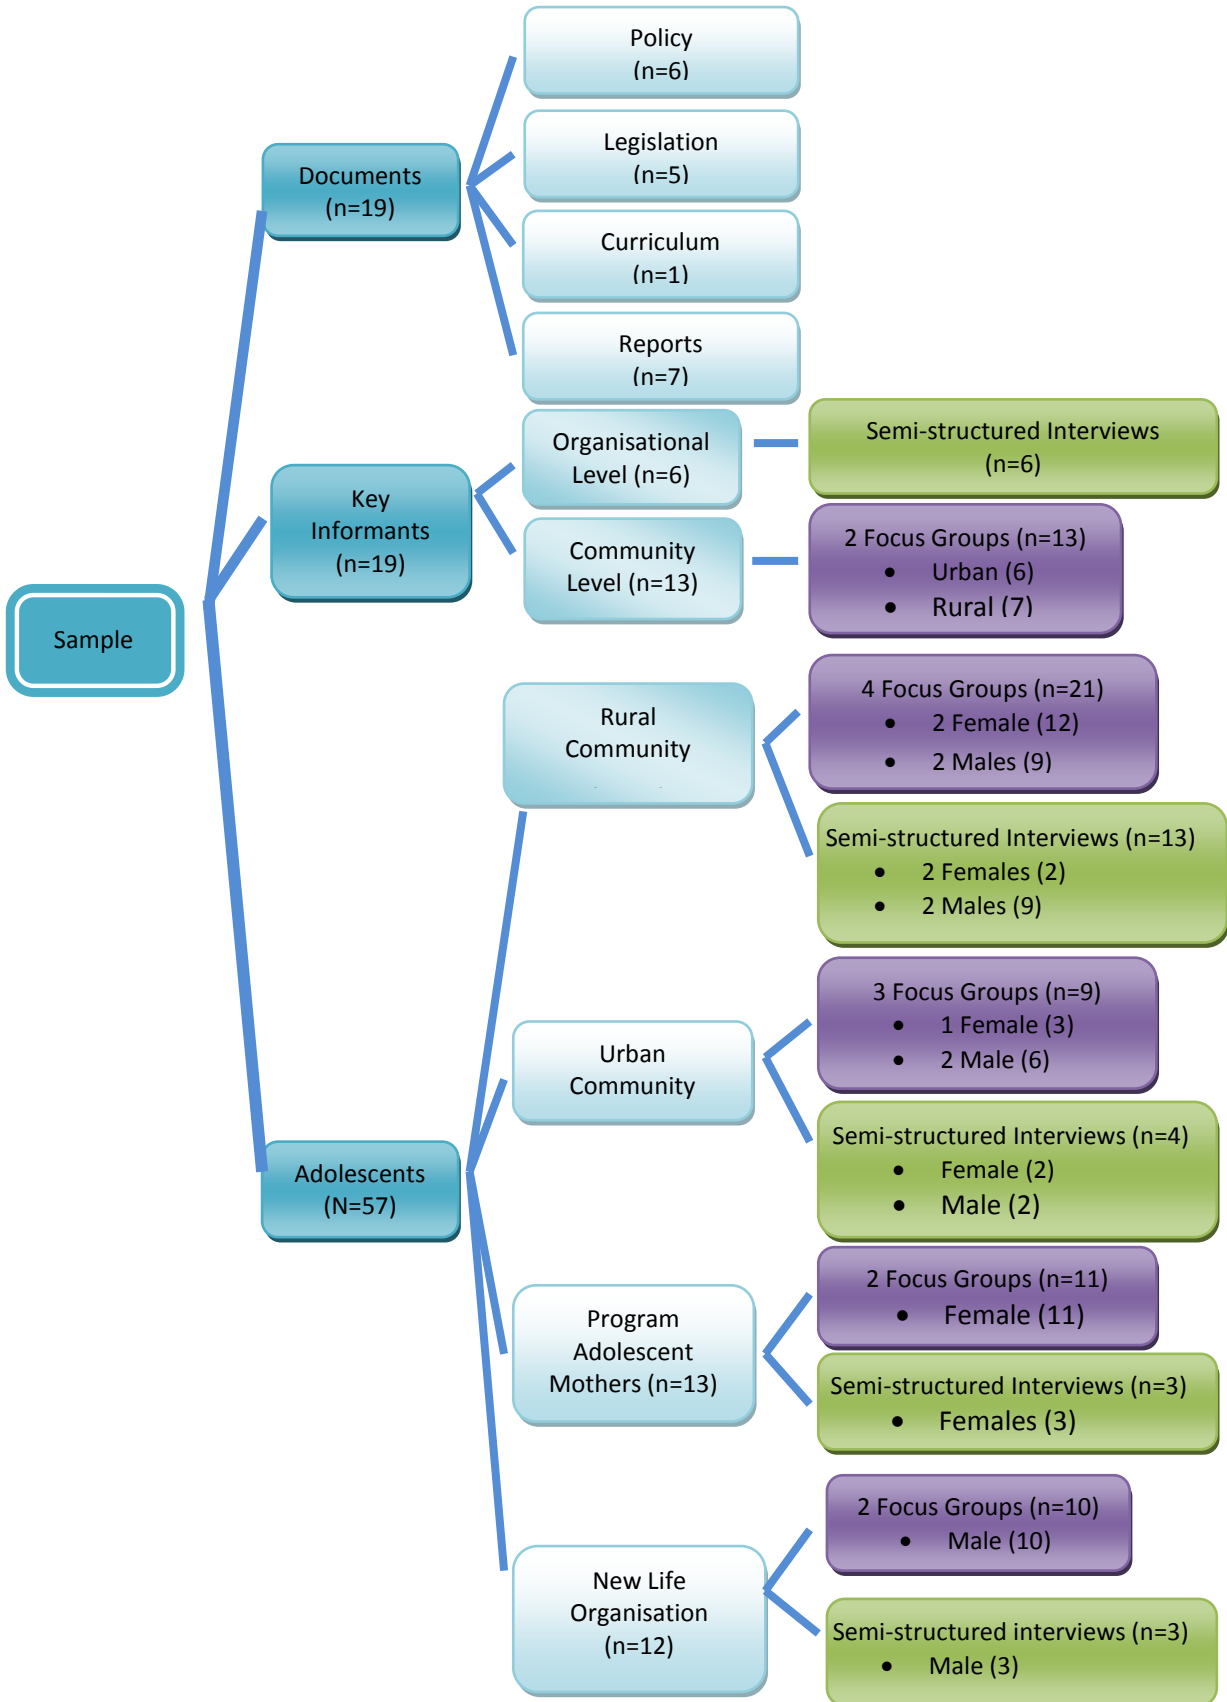 Sample
Documents
(n=19)
Policy
(n=6)
Legislation
(n=5)
Curriculum
(n=1)
Reports
(n=7)
Key
Informants
(n=19)
Organisational
Level (n=6)
Semi-structured Interviews
(n=6)
Community
Level (n=13)
2 Focus Groups (n=13)
• Urban (6)
• Rural (7)
Adolescents
(N=57)
Rural
Community
4 Focus Groups (n=21)
• 2 Female (12)
• 2 Males (9)
Semi-structured Interviews (n=13)
• 2 Females (2)
• 2 Males (9)
Urban
Community
3 Focus Groups (n=9)
• 1 Female (3)
• 2 Male (6)
Semi-structured Interviews (n=4)
• Female (2)
• Male (2)
Program
Adolescent
Mothers (n=13)
2 Focus Groups (n=11)
• Female (11)
Semi-structured Interviews (n=3)
• Females (3)
New Life
Organisation
(n=12)
2 Focus Groups (n=10)
• Male (10)
Semi-structured interviews (n=3)
• Male (3)